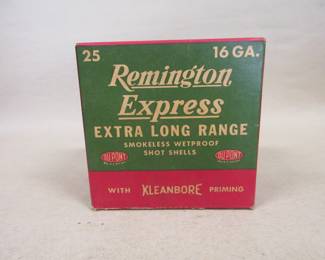 25 16 GA.
Remington
Express
EXTRA LONG RANGE
SMOKELESS WETPROOF
SHOT SHELLS
DU PONT DU PONT
WITH KLEANBORE PRIMING